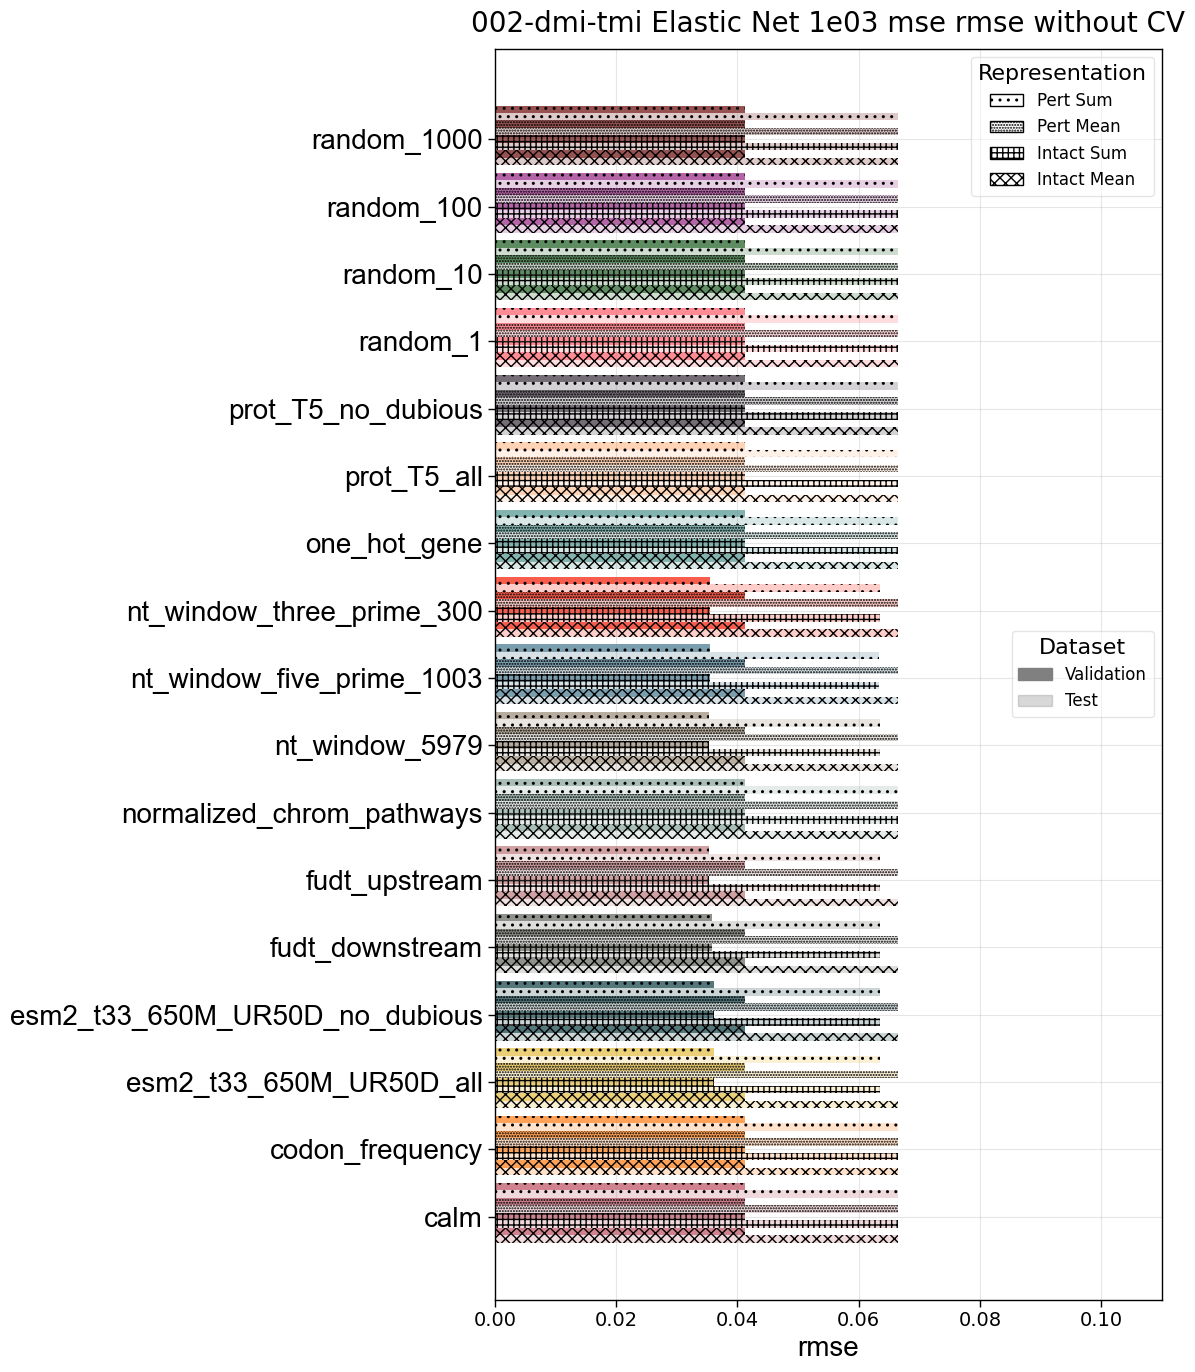 002-dmi-tmi Elastic Net 1e03 mse rmse without CV
Representation
Pert Sum
Pert Mean
Intact Sum
Intact Mean
random_1000
random_100
random_10
random_1
prot_T5_no_dubious
prot_T5_all
one_hot_gene
nt_window_three_prime_300
Dataset
Validation
Test
nt_window_five_prime_1003
nt_window_5979
normalized_chrom_pathways
fudt_upstream
fudt_downstream
esm2_t33_650M_UR50D_no_dubious
esm2_t33_650M_UR50D_all
codon_frequency
calm
0.00 0.02 0.04 0.06 0.08 0.10
rmse